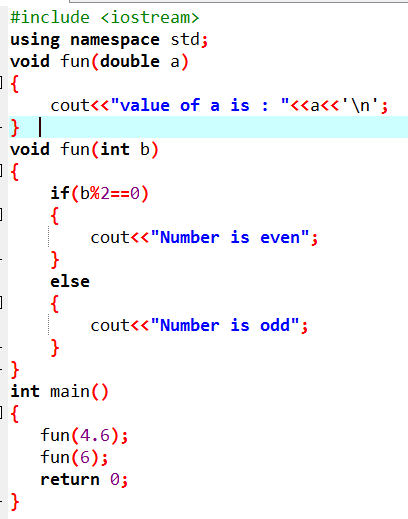 #include <iostream>
using namespace std;
void fun(double a)
{
    cout<<"value of a is : "<<a<<'\n';
}
void fun(int b)
{
    if(b%2==0)
    {
        cout<<"Number is even";
    }
    else
    {
        cout<<"Number is odd";
    }
}
int main()
{
   fun(4.6);
   fun(6);
   return 0;
}